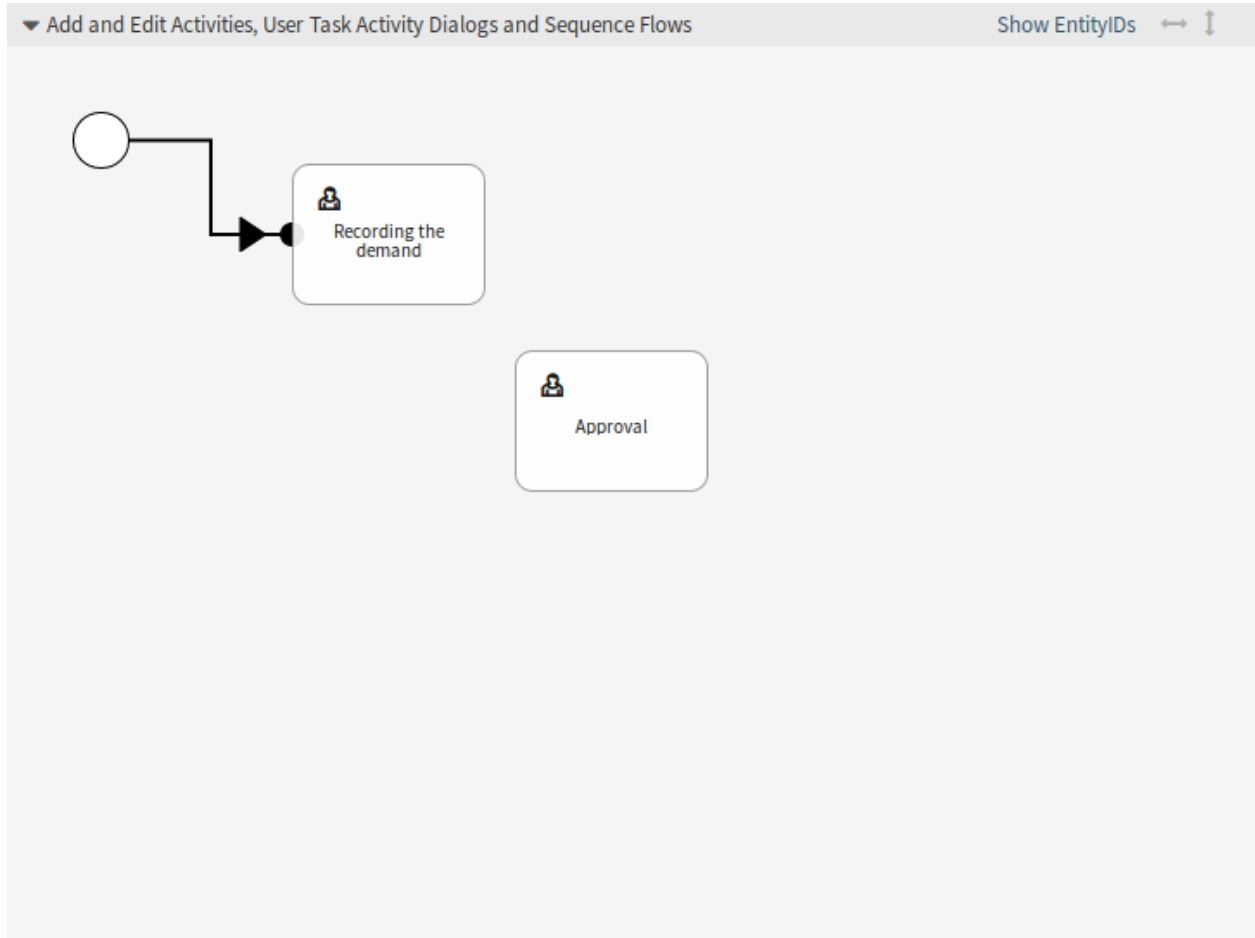 Add and Edit Activities, User Task Activity Dialogs and Sequence Flows
Show EntityIDs
Recording the
demand
Approval